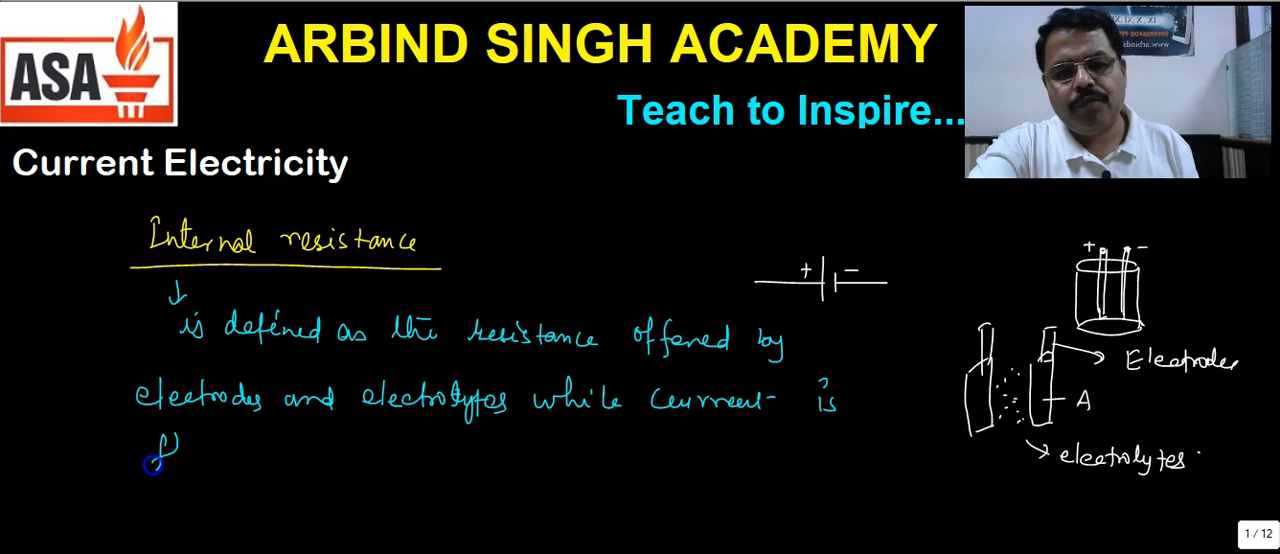 ASA
ARBIND SINGH ACADEMY
Teach to Inspire...
Current Electricity
Internal resistance
is defined as the resistance offered by
electrodes and electrolytes while current is
+ -
+ -
Electrodes
A
electrolytes
1 / 12